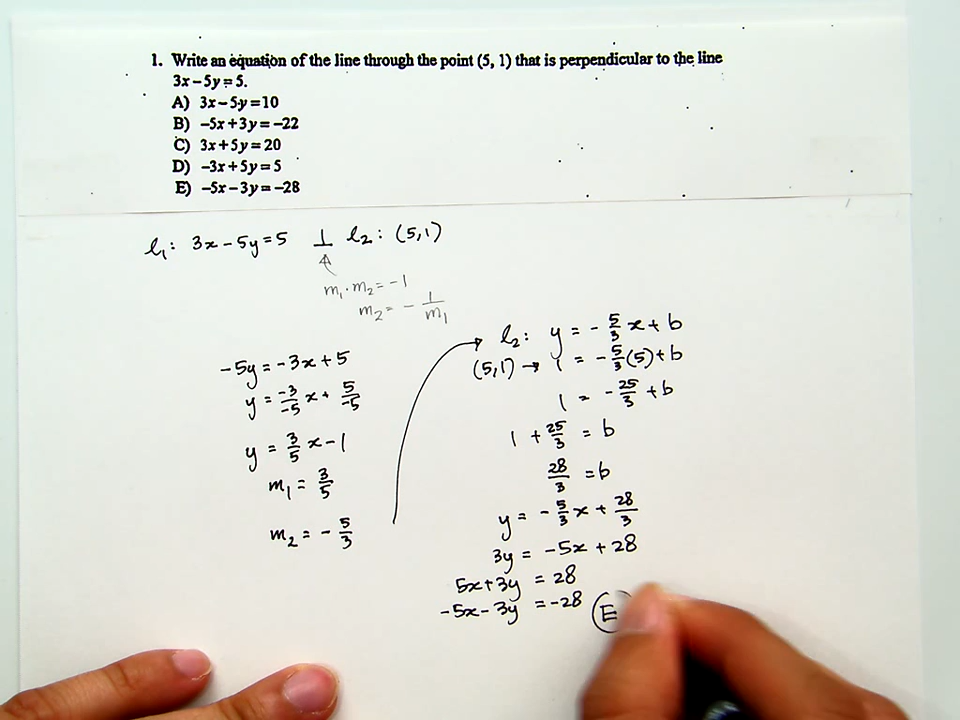 1. Write an equation of the line through the point (5, 1) that is perpendicular to the line
3x – 5y = 5.
A) 3x – 5y = 10
B) –5x + 3y = –22
C) 3x + 5y = 20
D) –3x + 5y = 5
E) –5x – 3y = –28
l₁: 3x – 5y = 5 ⊥ l₂: (5,1)
m₁·m₂ = –1
m₂ = – 1/m₁
-5y = -3x + 5
y = -3/-5 x + 5/-5
y = 3/5 x – 1
m₁ = 3/5
m₂ = – 5/3
l₂: y = – 5/3 x + b
(5,1) → 1 = – 5/3 (5) + b
1 = – 25/3 + b
1 + 25/3 = b
28/3 = b
y = – 5/3 x + 28/3
3y = -5x + 28
5x + 3y = 28
-5x – 3y = -28 E